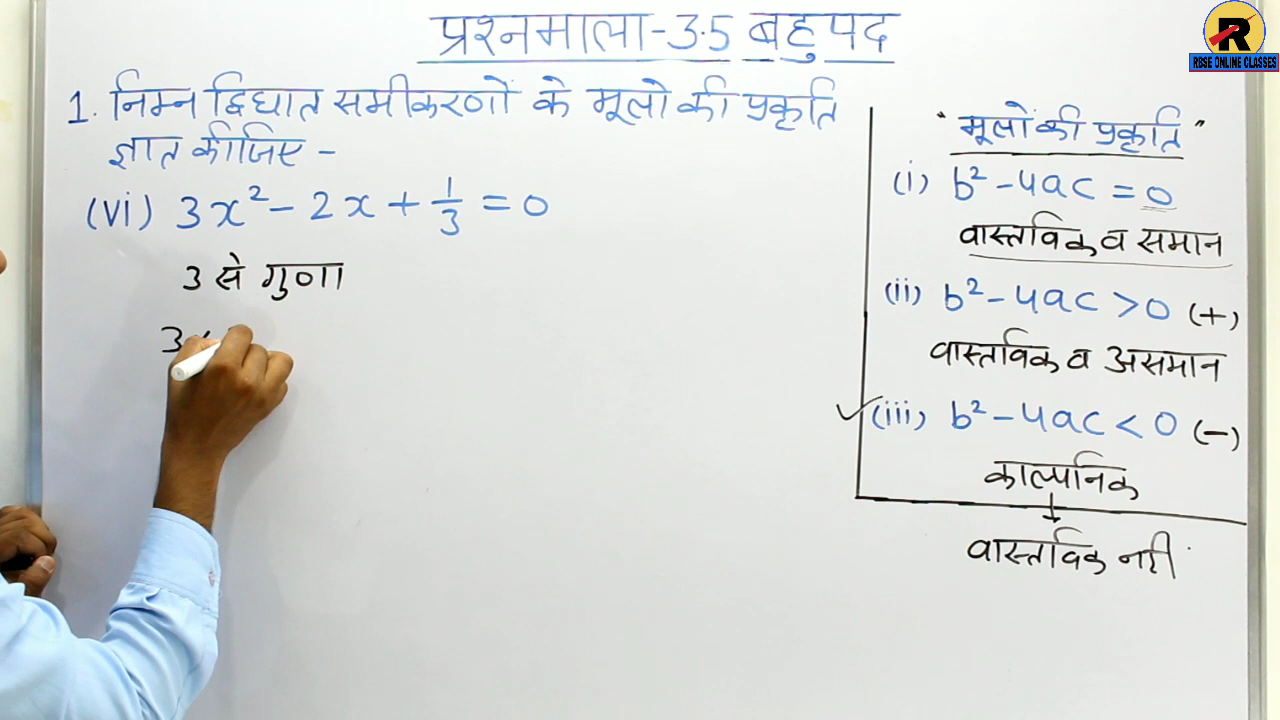 प्रश्नमाला-3.5 बहुपद
R
RBSE ONLINE CLASSES
1. निम्न द्विघात समीकरणों के मूलो की प्रकृति
ज्ञात कीजिए -
(vi) 3x² - 2x + 1/3 = 0
3 से गुणा
3
"मूलों की प्रकृति"
(i) b² - 4ac = 0
वास्तविक व समान
(ii) b² - 4ac > 0 (+)
वास्तविक व असमान
✓(iii) b² - 4ac < 0 (-)
काल्पनिक
↓
वास्तविक नही